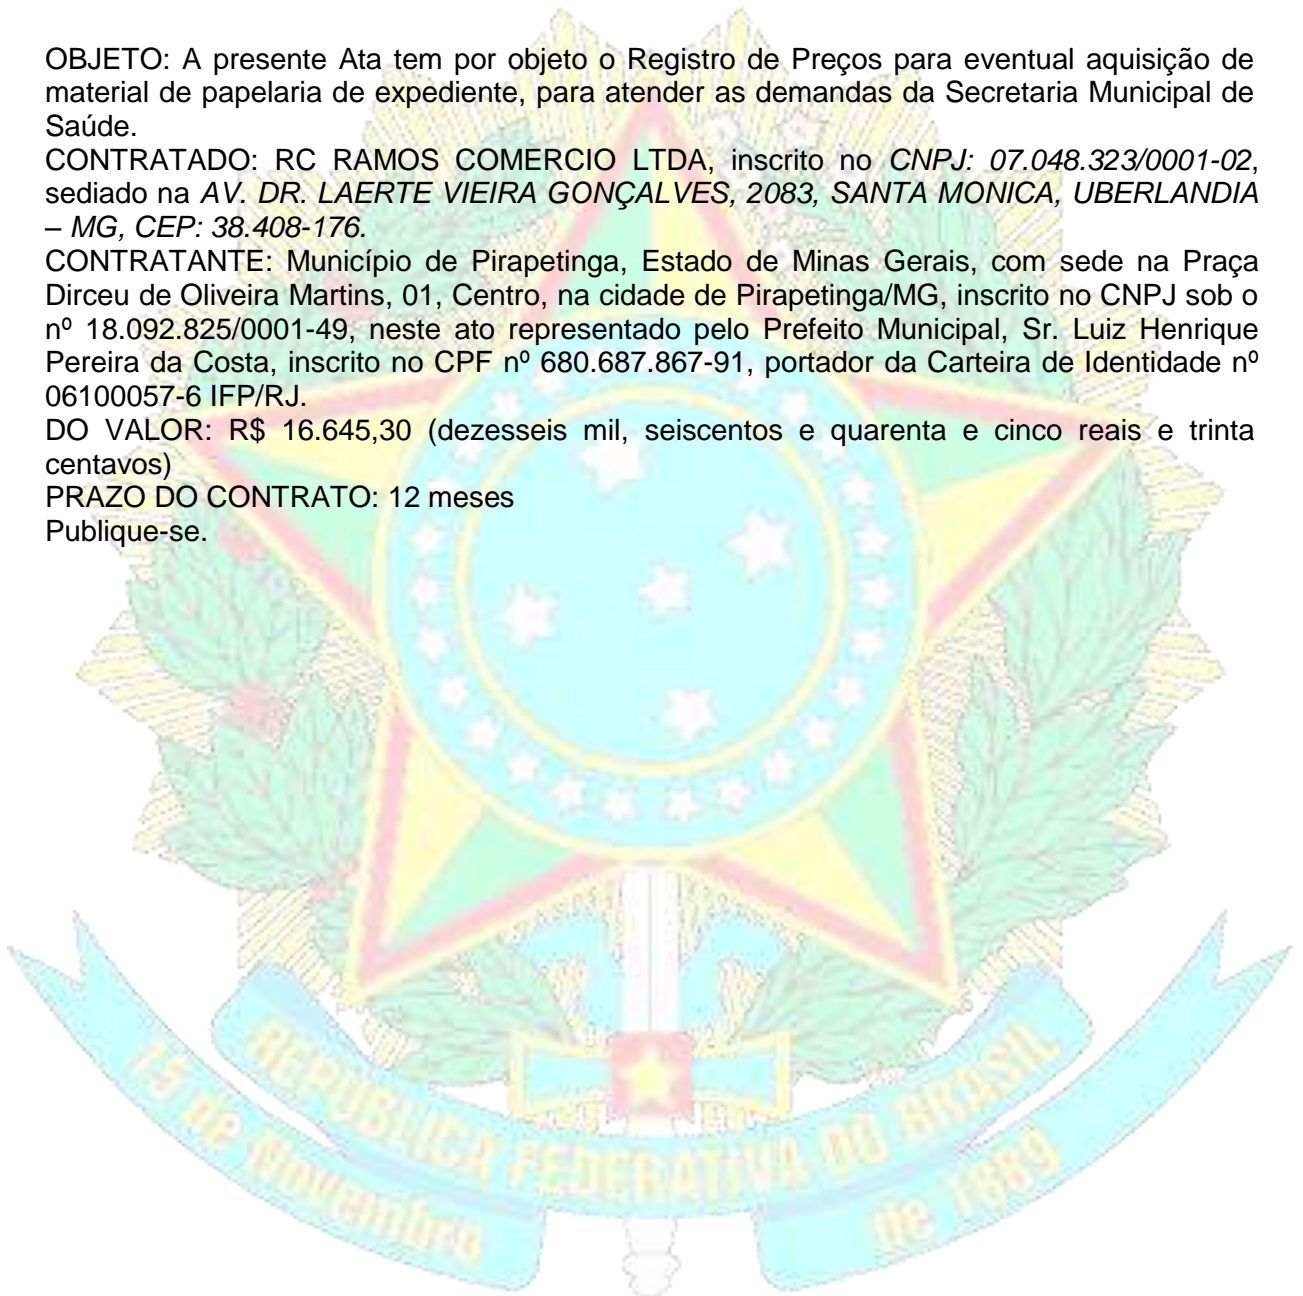 OBJETO: A presente Ata tem por objeto o Registro de Preços para eventual aquisição de
material de papelaria de expediente, para atender as demandas da Secretaria Municipal de
Saúde.
CONTRATADO: RC RAMOS COMERCIO LTDA, inscrito no CNPJ: 07.048.323/0001-02,
sediado na AV. DR. LAERTE VIEIRA GONÇALVES, 2083, SANTA MONICA, UBERLANDIA
– MG, CEP: 38.408-176.
CONTRATANTE: Município de Pirapetinga, Estado de Minas Gerais, com sede na Praça
Dirceu de Oliveira Martins, 01, Centro, na cidade de Pirapetinga/MG, inscrito no CNPJ sob o
nº 18.092.825/0001-49, neste ato representado pelo Prefeito Municipal, Sr. Luiz Henrique
Pereira da Costa, inscrito no CPF nº 680.687.867-91, portador da Carteira de Identidade nº
06100057-6 IFP/RJ.
DO VALOR: R$ 16.645,30 (dezesseis mil, seiscentos e quarenta e cinco reais e trinta
centavos)
PRAZO DO CONTRATO: 12 meses
Publique-se.
REPÚBLICA FEDERATIVA DO BRASIL
15 de Novembro de 1889